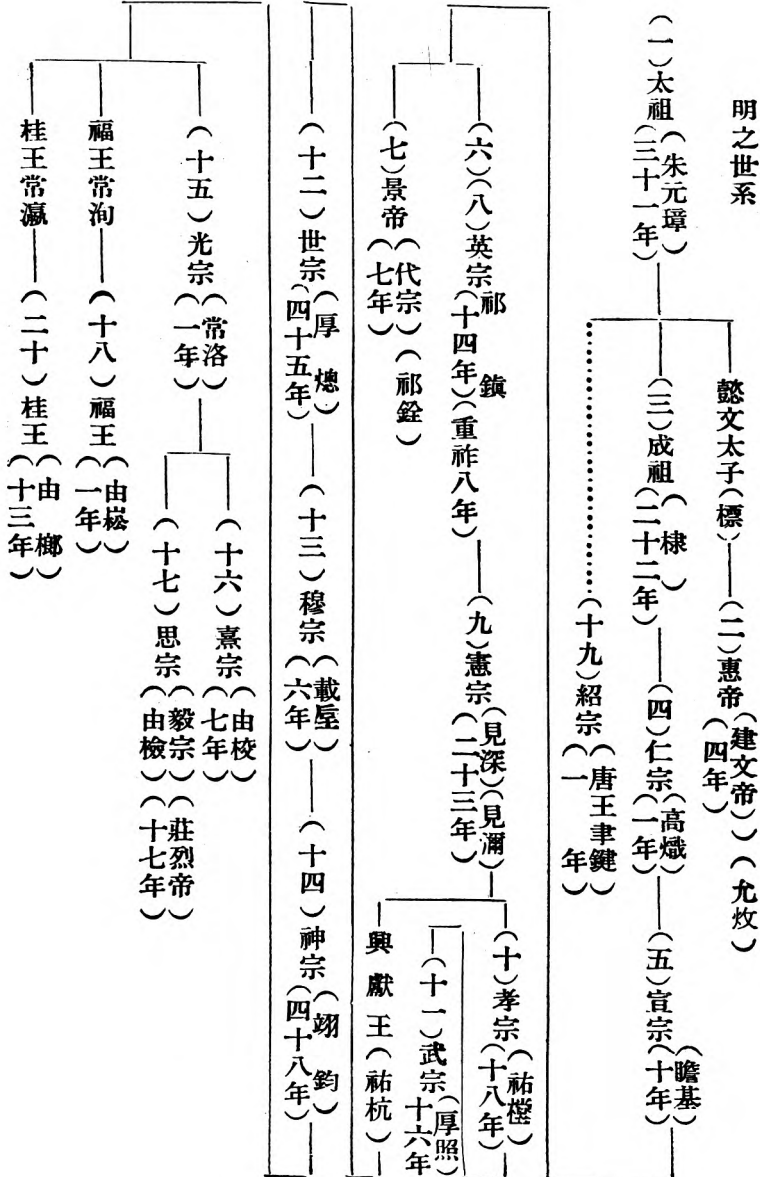 明之世系
(一)太祖(朱元璋)(三十一年)
懿文太子(標)
(二)惠帝(建文帝)(四年)(允炆)
(三)成祖(棣)(二十二年)
(四)仁宗(高熾)(一年)
(五)宣宗(瞻基)(十年)
(十九)紹宗(唐王聿鍵)(一年)
(六)(八)英宗祁鎮(十四年)(重祚八年)
(七)景帝(代宗)(祁銓)(七年)
(九)憲宗(見深)(見濡)(二十三年)
(十)孝宗(祐樘)(十八年)
(十一)武宗(厚照)十六年
興獻王(祐杭)
(十二)世宗(厚熜)(四十五年)
(十三)穆宗(載垕)(六年)
(十四)神宗(翊鈞)(四十八年)
(十五)光宗(常洛)(一年)
(十六)熹宗(由校)(七年)
(十七)思宗(毅宗)(莊烈帝)(由檢)(十七年)
福王常洵
(十八)福王(由崧)(一年)
桂王常瀛
(二十)桂王(由榔)(十三年)